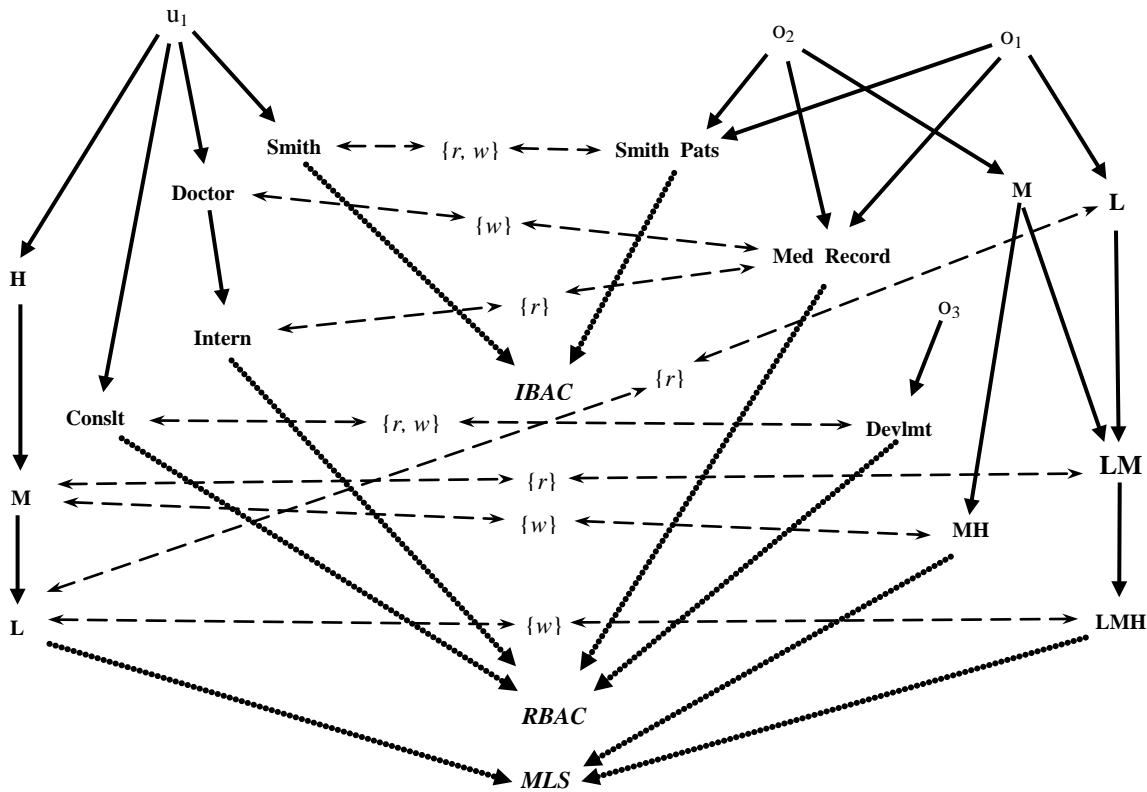 u1
o2
o1
Smith
{r, w}
Smith Pats
Doctor
M
L
{w}
Med Record
H
{r}
o3
Intern
IBAC
{r}
Conslt
{r, w}
Devlmt
LM
M
{r}
{w}
MH
L
{w}
LMH
RBAC
MLS